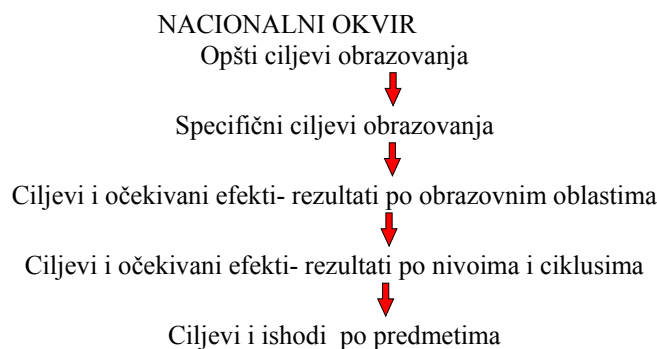 NACIONALNI OKVIR
Opšti ciljevi obrazovanja
Specifični ciljevi obrazovanja
Ciljevi i očekivani efekti- rezultati po obrazovnim oblastima
Ciljevi i očekivani efekti- rezultati po nivoima i ciklusima
Ciljevi i ishodi po predmetima